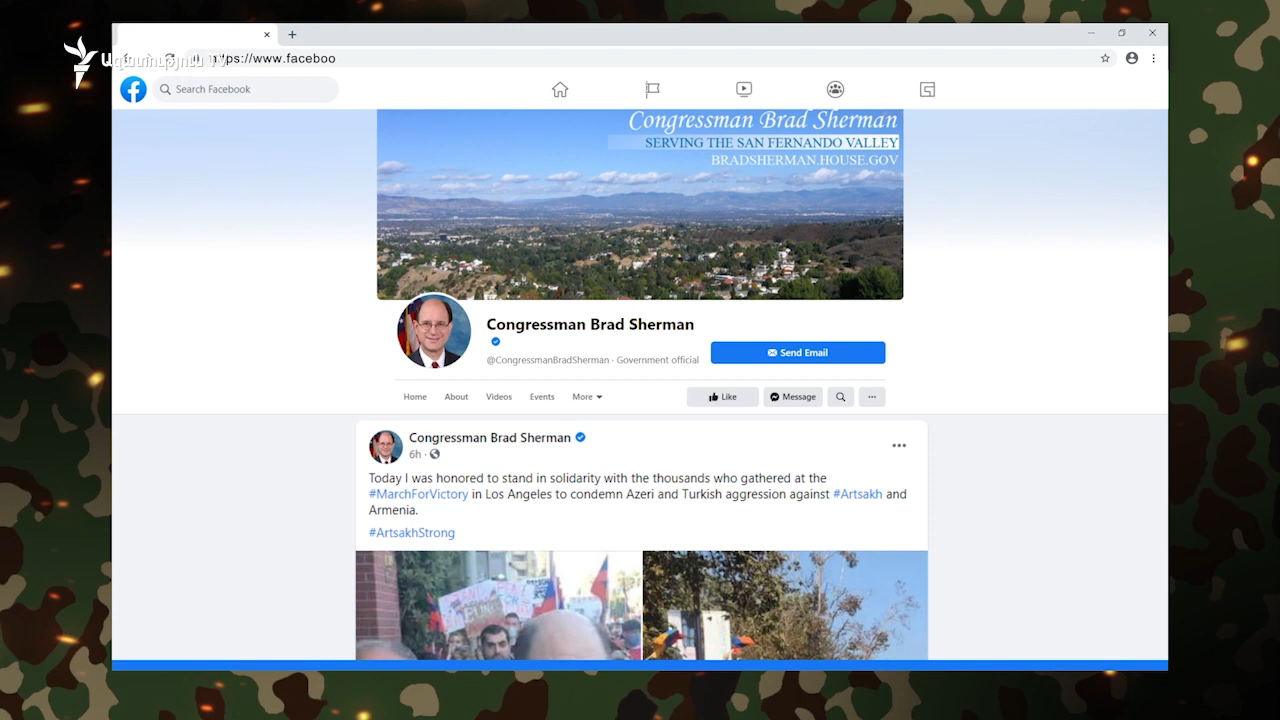 Ազատություն TV
https://www.faceboo
Search Facebook
Congressman Brad Sherman
SERVING THE SAN FERNANDO VALLEY
BRADSHERMAN.HOUSE.GOV
Congressman Brad Sherman
@CongressmanBradSherman · Government official
Send Email
Home About Videos Events More
Like Message
Congressman Brad Sherman
6h ·
Today I was honored to stand in solidarity with the thousands who gathered at the
#MarchForVictory in Los Angeles to condemn Azeri and Turkish aggression against #Artsakh and
Armenia.
#ArtsakhStrong